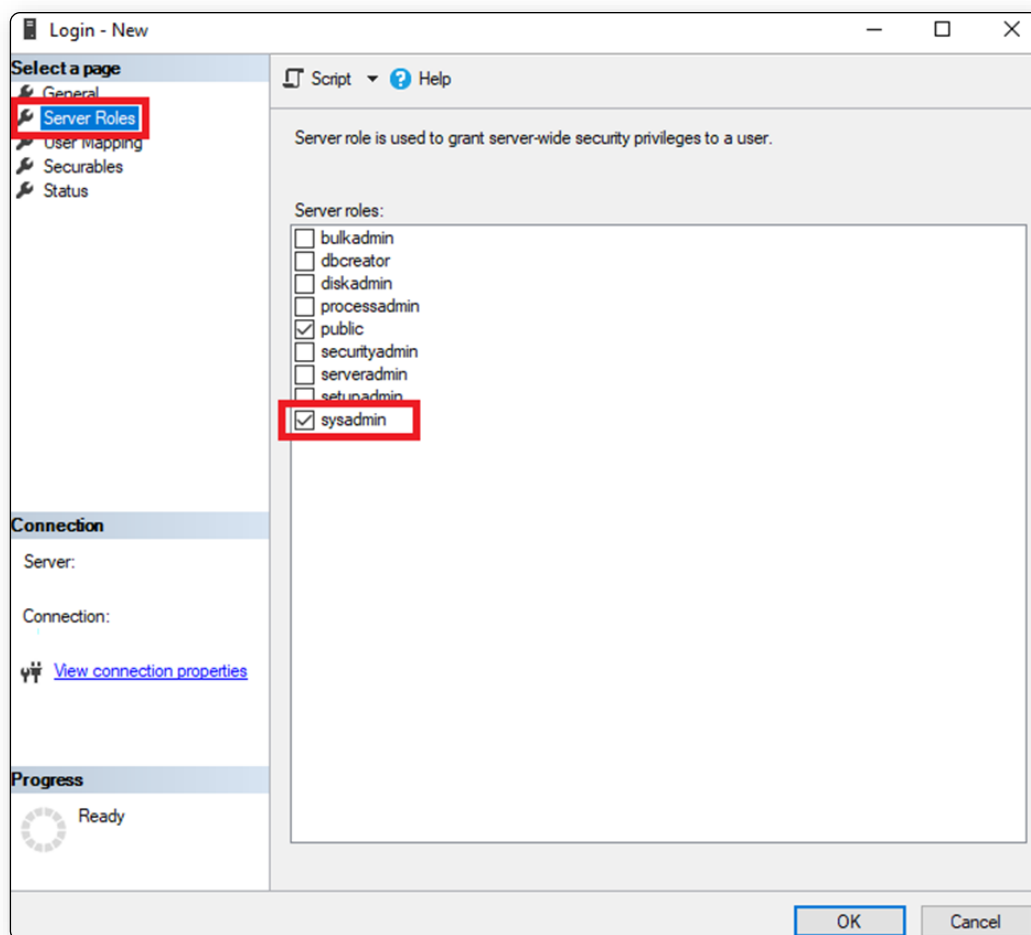 Login - New
Select a page
General
Server Roles
User Mapping
Securables
Status
Script
Help
Server role is used to grant server-wide security privileges to a user.
Server roles:
bulkadmin
dbcreator
diskadmin
processadmin
public
securityadmin
serveradmin
setupadmin
sysadmin
Connection
Server:
Connection:
View connection properties
Progress
Ready
OK
Cancel